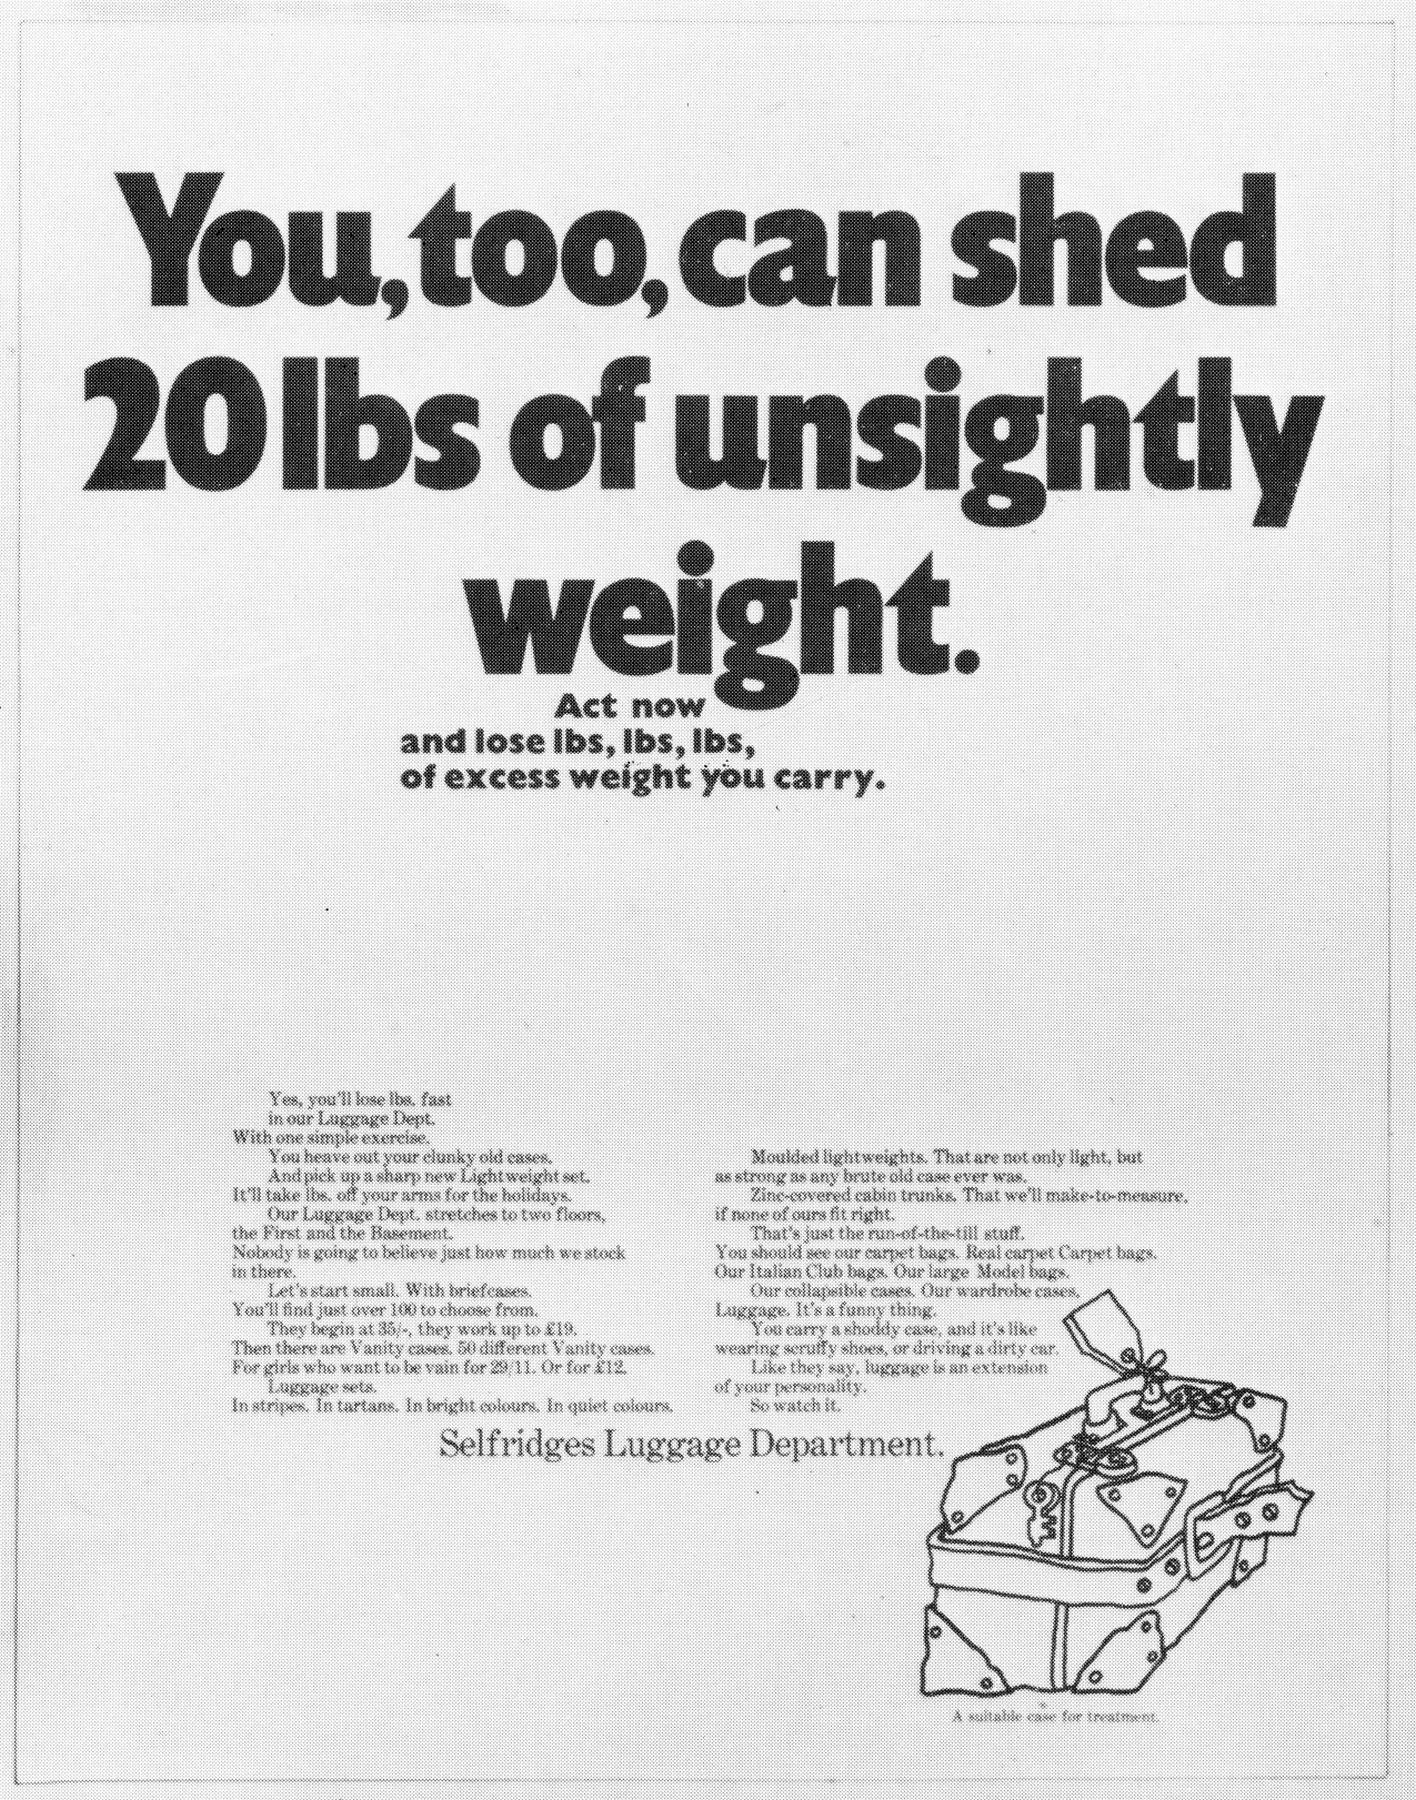 You, too, can shed
20 lbs of unsightly
weight.
Act now
and lose lbs, lbs, lbs,
of excess weight you carry.
Yes, you'll lose lbs. fast
in our Luggage Dept.
With one simple exercise.
You heave out your clunky old cases.
And pick up a sharp new Lightweight set.
It'll take lbs. off your arms for the holidays.
Our Luggage Dept. stretches to two floors,
the First and the Basement.
Nobody is going to believe just how much we stock
in there.
Let's start small. With briefcases.
You'll find just over 100 to choose from.
They begin at 35/-, they work up to £19.
Then there are Vanity cases. 50 different Vanity cases.
For girls who want to be vain for 29/11. Or for £12.
Luggage sets.
In stripes. In tartans. In bright colours. In quiet colours.
Moulded lightweights. That are not only light, but
as strong as any brute old case ever was.
Zinc-covered cabin trunks. That we'll make-to-measure,
if none of ours fit right.
That's just the run-of-the-till stuff.
You should see our carpet bags. Real carpet Carpet bags.
Our Italian Club bags. Our large Model bags.
Our collapsible cases. Our wardrobe cases.
Luggage. It's a funny thing.
You carry a shoddy case, and it's like
wearing scruffy shoes, or driving a dirty car.
Like they say, luggage is an extension
of your personality.
So watch it.
Selfridges Luggage Department.
A suitable case for treatment.